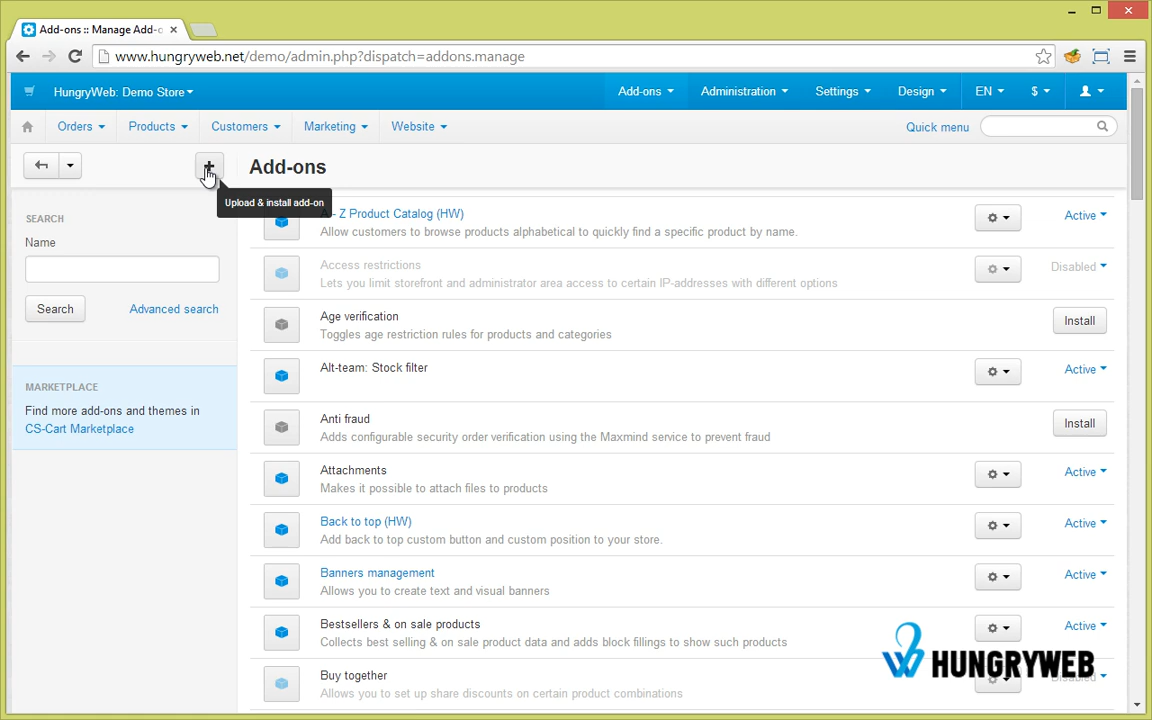 Add-ons :: Manage Add-o
www.hungryweb.net/demo/admin.php?dispatch=addons.manage
HungryWeb: Demo Store
Add-ons
Administration
Settings
Design
EN
$
Orders
Products
Customers
Marketing
Website
Quick menu
Add-ons
Upload & install add-on
SEARCH
Name
Search
Advanced search
MARKETPLACE
Find more add-ons and themes in
CS-Cart Marketplace
- Z Product Catalog (HW)
Active
Allow customers to browse products alphabetical to quickly find a specific product by name.
Access restrictions
Disabled
Lets you limit storefront and administrator area access to certain IP-addresses with different options
Age verification
Install
Toggles age restriction rules for products and categories
Alt-team: Stock filter
Active
Anti fraud
Install
Adds configurable security order verification using the Maxmind service to prevent fraud
Attachments
Active
Makes it possible to attach files to products
Back to top (HW)
Active
Add back to top custom button and custom position to your store.
Banners management
Active
Allows you to create text and visual banners
Bestsellers & on sale products
Active
Collects best selling & on sale product data and adds block fillings to show such products
Buy together
Allows you to set up share discounts on certain product combinations
HUNGRYWEB